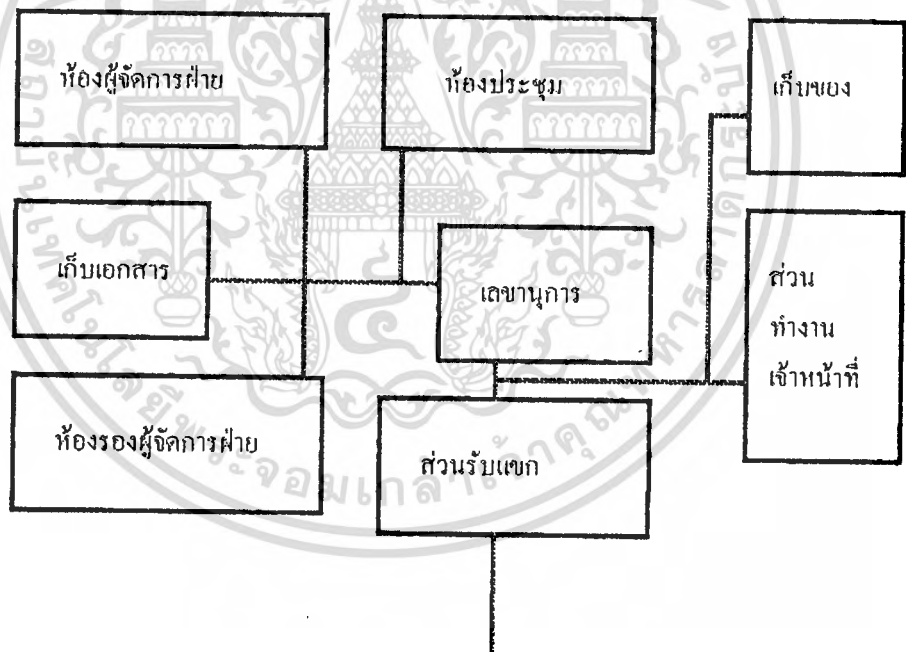 ห้องผู้จัดการฝ่าย
ห้องประชุม
เก็บของ
เก็บเอกสาร
เลขานุการ
ส่วน
ทำงาน
เจ้าหน้าที่
ห้องรองผู้จัดการฝ่าย
ส่วนรับแขก